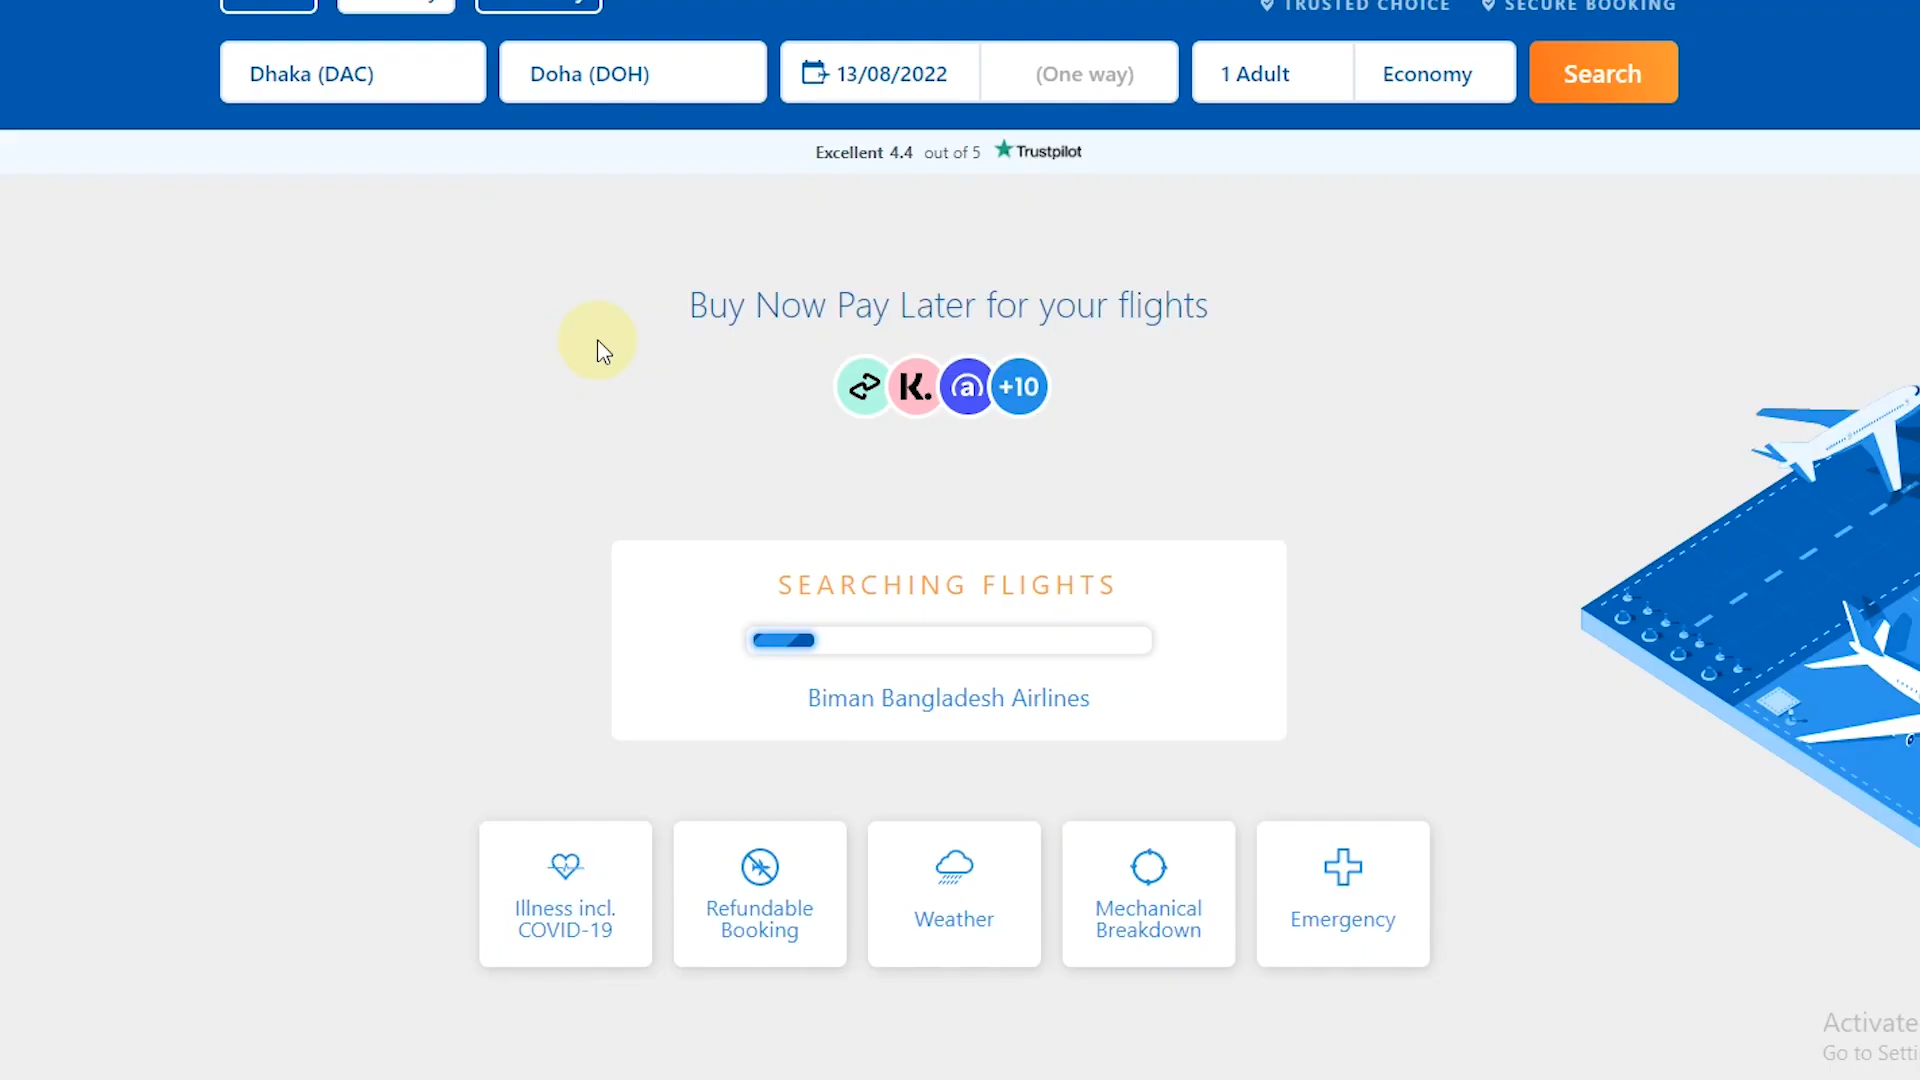 TRUSTED CHOICE
SECURE BOOKING
Dhaka (DAC)
Doha (DOH)
13/08/2022
(One way)
1 Adult
Economy
Search
Excellent 4.4 out of 5 Trustpilot
Buy Now Pay Later for your flights
K.
a
+10
SEARCHING FLIGHTS
Biman Bangladesh Airlines
Illness incl.
COVID-19
Refundable
Booking
Weather
Mechanical
Breakdown
Emergency
Activate
Go to Setti